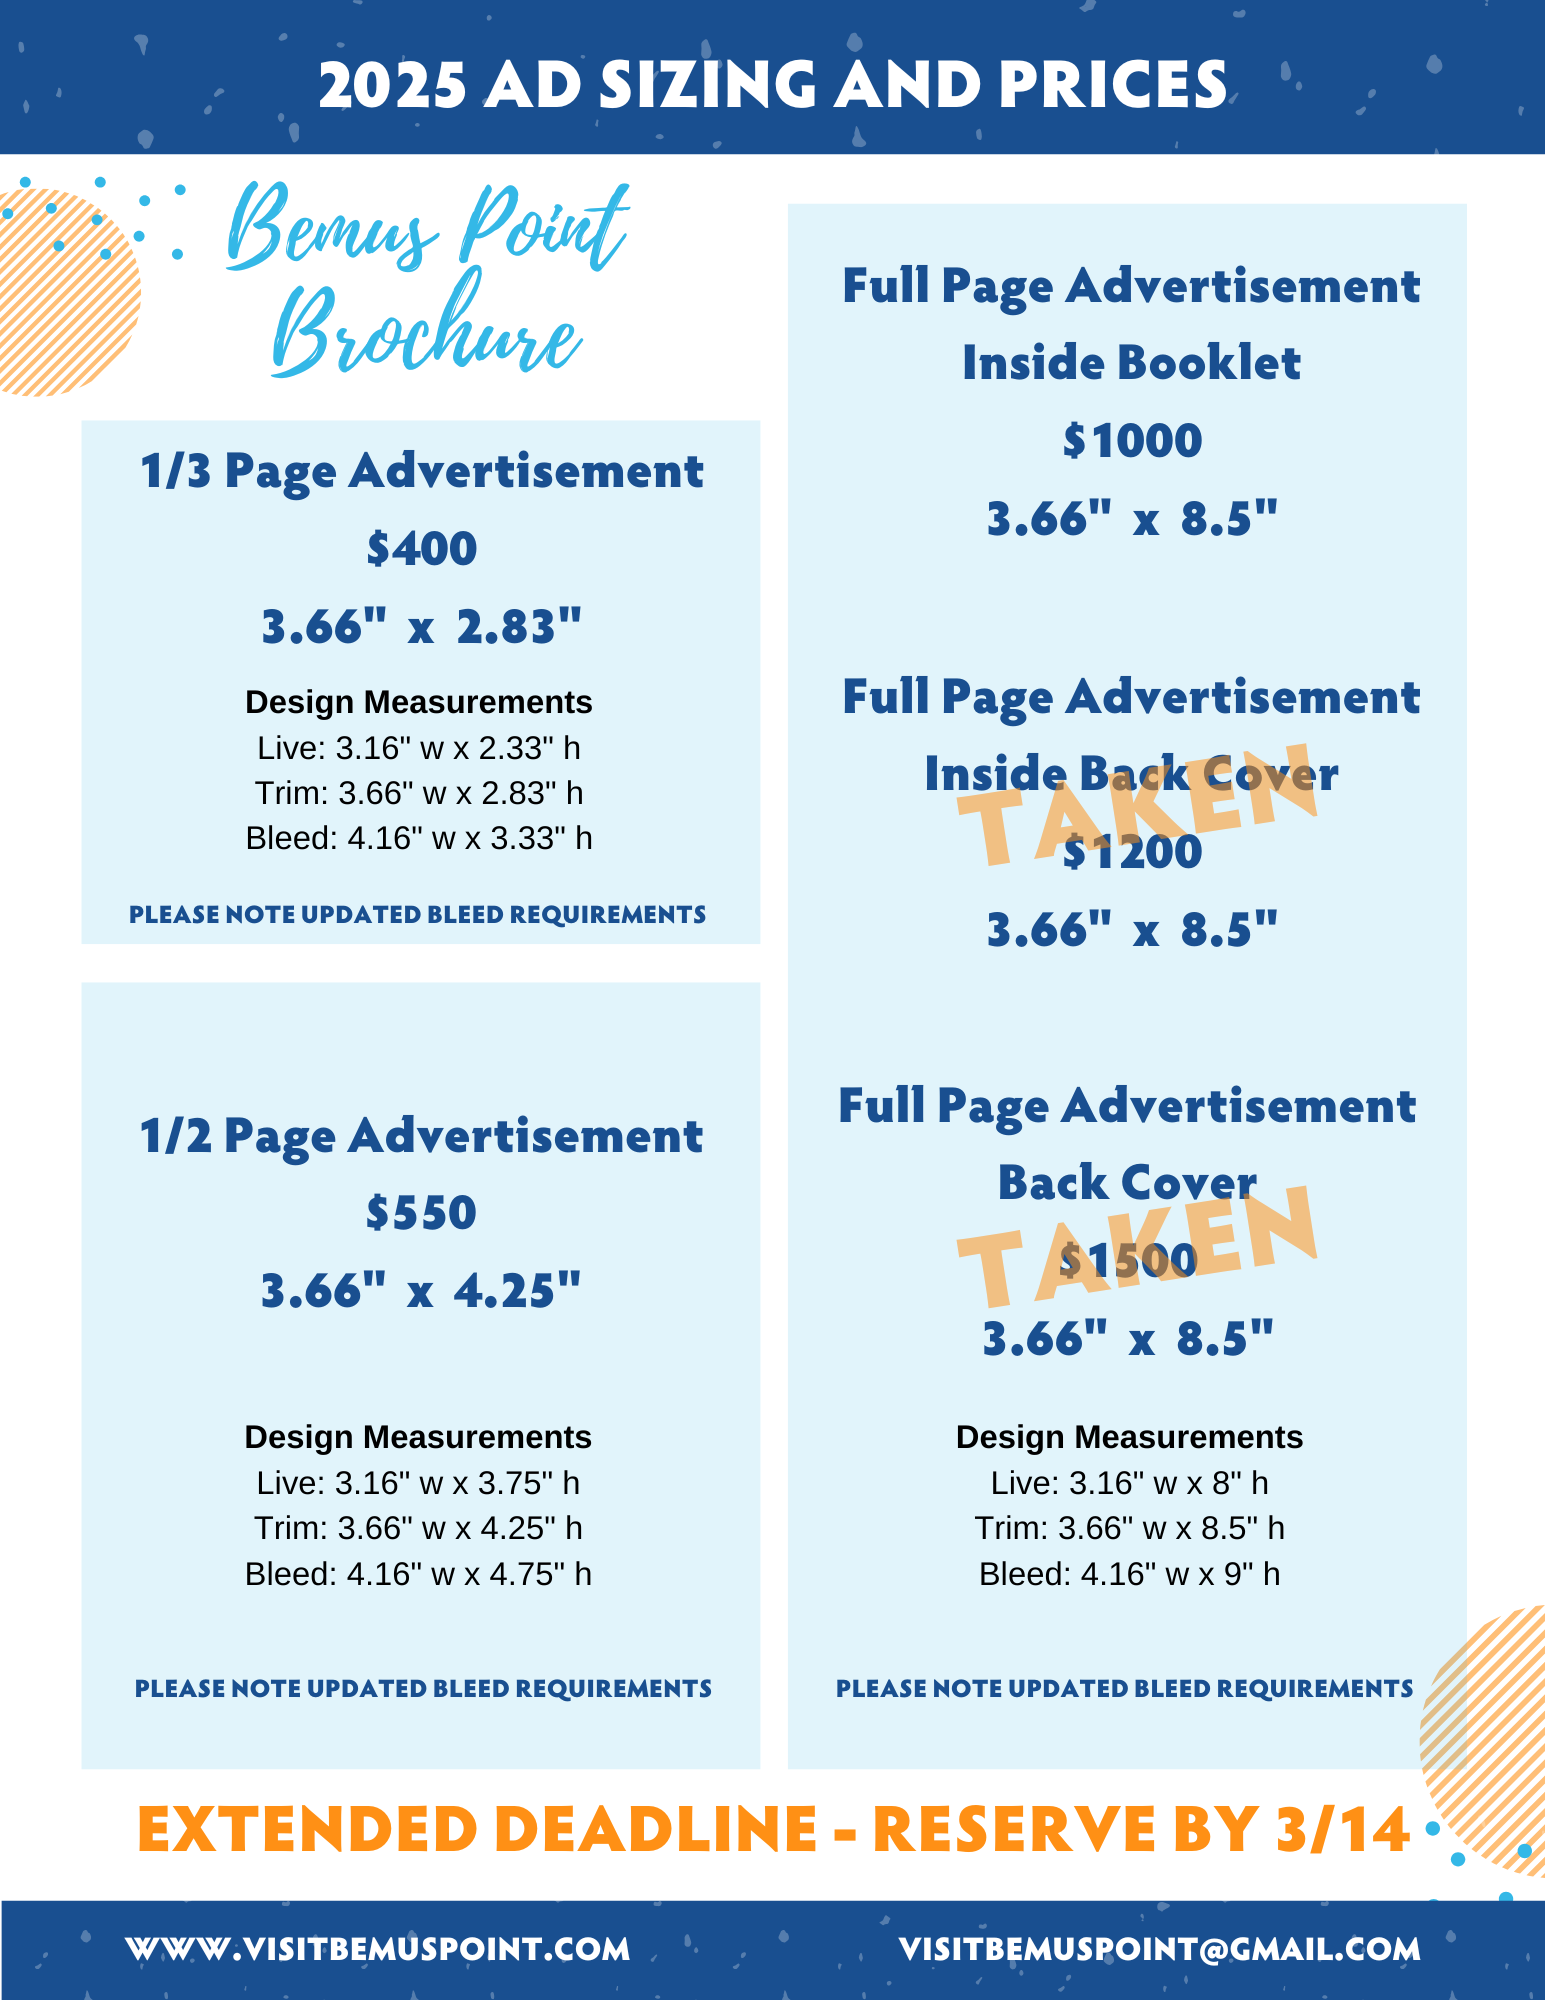 2025 AD SIZING AND PRICES
Bemus Point
Brochure
1/3 Page Advertisement
$400
3.66" x 2.83"
Design Measurements
Live: 3.16" w x 2.33" h
Trim: 3.66" w x 2.83" h
Bleed: 4.16" w x 3.33" h
PLEASE NOTE UPDATED BLEED REQUIREMENTS
1/2 Page Advertisement
$550
3.66" x 4.25"
Design Measurements
Live: 3.16" w x 3.75" h
Trim: 3.66" w x 4.25" h
Bleed: 4.16" w x 4.75" h
PLEASE NOTE UPDATED BLEED REQUIREMENTS
Full Page Advertisement
Inside Booklet
$1000
3.66" x 8.5"
Full Page Advertisement
Inside Back Cover
TAKEN
$1200
3.66" x 8.5"
Full Page Advertisement
Back Cover
TAKEN
$1500
3.66" x 8.5"
Design Measurements
Live: 3.16" w x 8" h
Trim: 3.66" w x 8.5" h
Bleed: 4.16" w x 9" h
PLEASE NOTE UPDATED BLEED REQUIREMENTS
EXTENDED DEADLINE - RESERVE BY 3/14
WWW.VISITBEMUSPOINT.COM
VISITBEMUSPOINT@GMAIL.COM